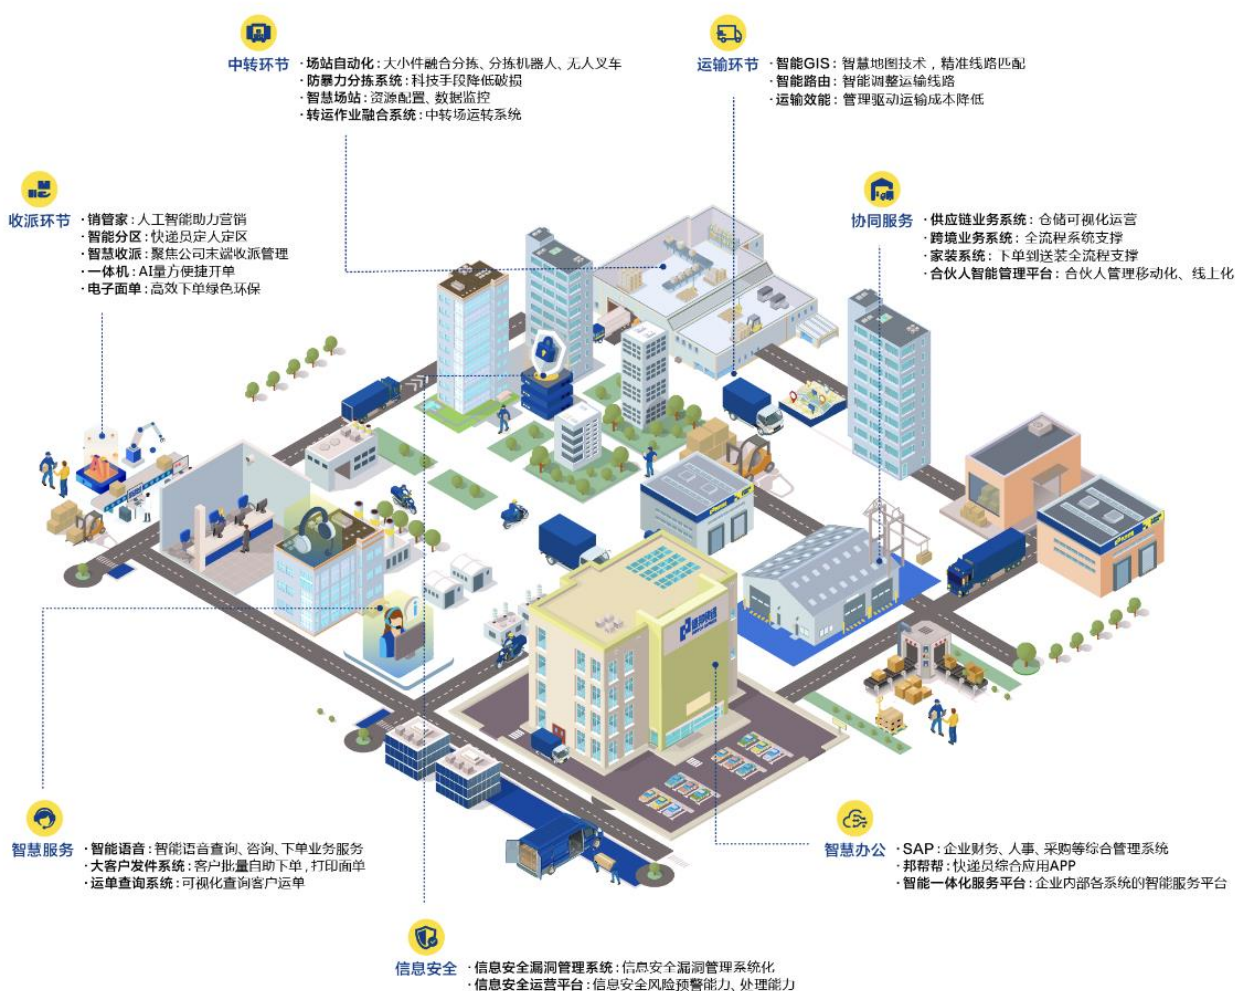 中转环节
·场站自动化：大小件融合分拣、分拣机器人、无人叉车
·防暴力分拣系统：科技手段降低破损
·智慧场站：资源配置、数据监控
·转运作业融合系统：中转场运转系统
运输环节
·智能GIS：智慧地图技术，精准线路匹配
·智能路由：智能调整运输线路
·运输效能：管理驱动运输成本降低
收派环节
·销管家：人工智能助力营销
·智能分区：快递员定人定区
·智慧收派：聚焦公司末端收派管理
·一体机：AI量方便捷开单
·电子面单：高效下单绿色环保
协同服务
·供应链业务系统：仓储可视化运营
·跨境业务系统：全流程系统支撑
·家装系统：下单到送装全流程支撑
·合伙人智能管理平台：合伙人管理移动化、线上化
德邦快递
智慧服务
·智能语音：智能语音查询、咨询、下单业务服务
·大客户发件系统：客户批量自助下单，打印面单
·运单查询系统：可视化查询客户运单
智慧办公
·SAP：企业财务、人事、采购等综合管理系统
·邦帮帮：快递员综合应用APP
·智能一体化服务平台：企业内部各系统的智能服务平台
信息安全
·信息安全漏洞管理系统：信息安全漏洞管理系统化
·信息安全运营平台：信息安全风险预警能力、处理能力